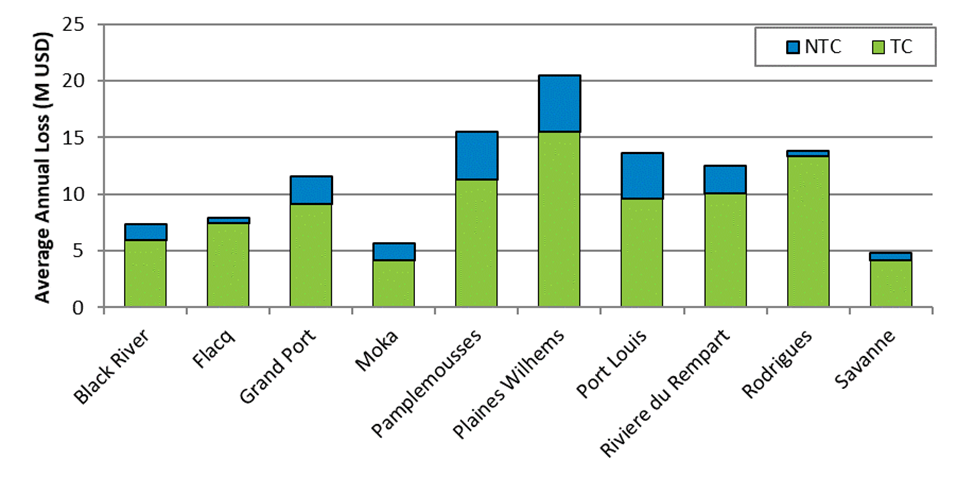 Average Annual Loss (M USD)
25
20
15
10
5
0
NTC TC
Black River
Flacq
Grand Port
Moka
Pamplemousses
Plaines Wilhems
Port Louis
Riviere du Rempart
Rodrigues
Savanne